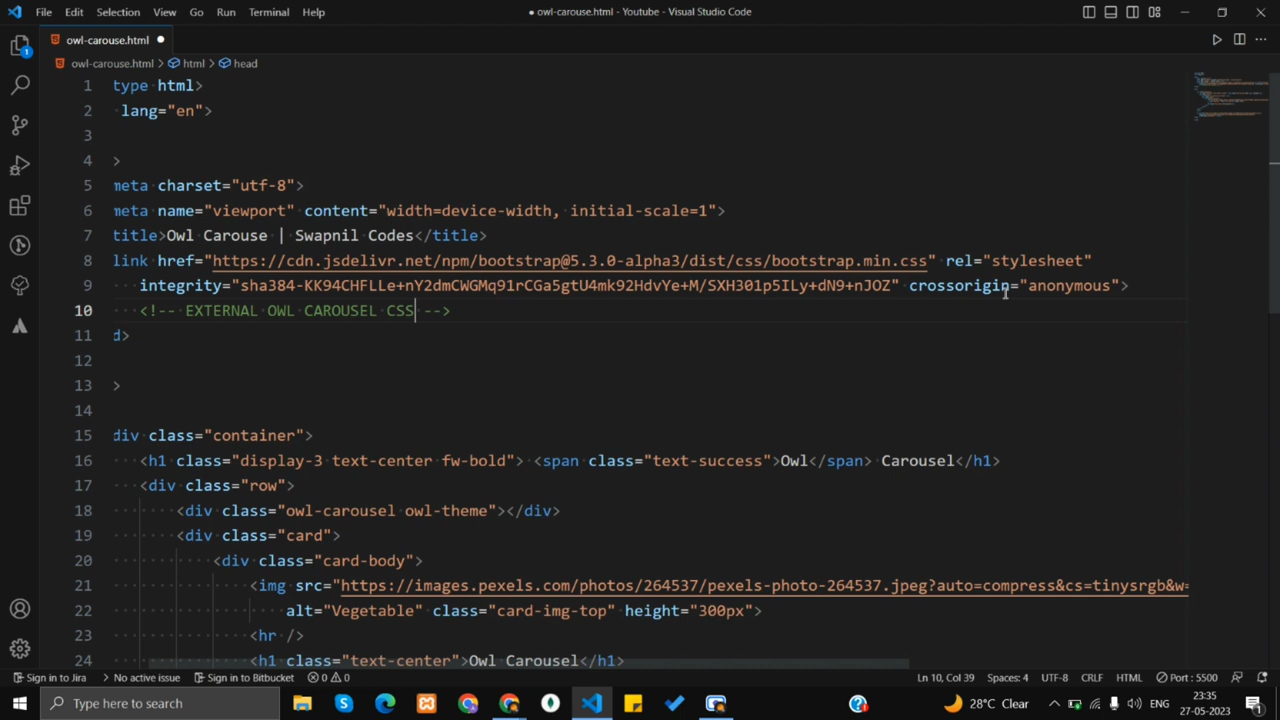 File Edit Selection View Go Run Terminal Help
● owl-carouse.html - Youtube - Visual Studio Code
owl-carouse.html ●
owl-carouse.html > html > head
1 type html>
2 lang="en">
3
4 >
5 meta charset="utf-8">
6 meta name="viewport" content="width=device-width, initial-scale=1">
7 title>Owl Carouse | Swapnil Codes</title>
8 link href="https://cdn.jsdelivr.net/npm/bootstrap@5.3.0-alpha3/dist/css/bootstrap.min.css" rel="stylesheet"
9 integrity="sha384-KK94CHFLLe+nY2dmCWGMq91rCGa5gtU4mk92HdvYe+M/SXH301p5ILy+dN9+nJOZ" crossorigin="anonymous">
10 <!-- EXTERNAL OWL CAROUSEL CSS -->
11 d>
12
13 >
14
15 div class="container">
16 <h1 class="display-3 text-center fw-bold"> <span class="text-success">Owl</span> Carousel</h1>
17 <div class="row">
18 <div class="owl-carousel owl-theme"></div>
19 <div class="card">
20 <div class="card-body">
21 <img src="https://images.pexels.com/photos/264537/pexels-photo-264537.jpeg?auto=compress&cs=tinysrgb&w=
22 alt="Vegetable" class="card-img-top" height="300px">
23 <hr />
24 <h1 class="text-center">Owl Carousel</h1>
1
Sign in to Jira > No active issue Sign in to Bitbucket 0 0 Ln 10, Col 39 Spaces: 4 UTF-8 CRLF HTML Port : 5500
Type here to search
28°C Clear
ENG
23:35
27-05-2023
1